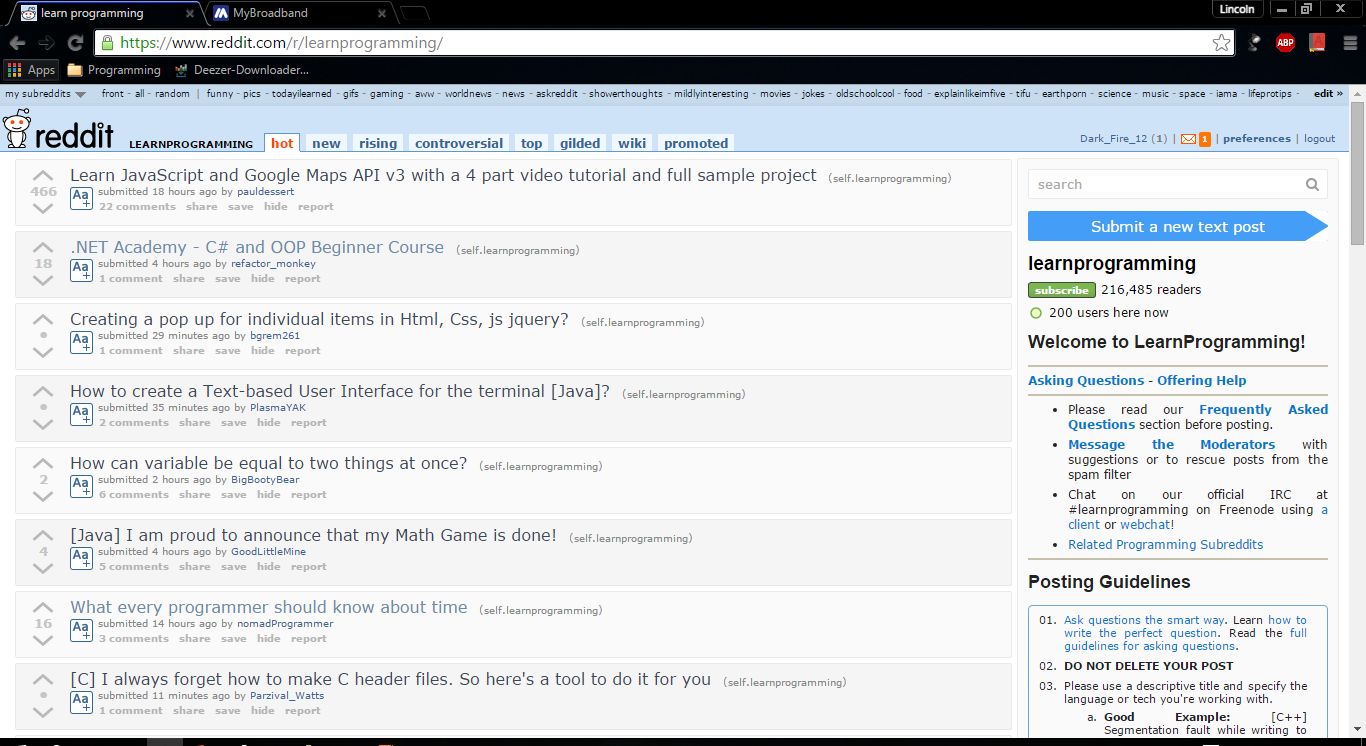 learn programming
MyBroadband
Lincoln
https://www.reddit.com/r/learnprogramming/
ABP
Apps
Programming
Deezer-Downloader...
my subreddits
front - all - random | funny - pics - todayilearned - gifs - gaming - aww - worldnews - news - askreddit - showerthoughts - mildlyinteresting - movies - jokes - oldschoolcool - food - explainlikeimfive - tifu - earthporn - science - music - space - iama - lifeprotips -
edit »
reddit LEARNPROGRAMMING hot new rising controversial top gilded wiki promoted
Dark_Fire_12 (1) | 1 | preferences | logout
466
Learn JavaScript and Google Maps API v3 with a 4 part video tutorial and full sample project (self.learnprogramming)
Aa+
submitted 18 hours ago by pauldessert
22 comments share save hide report
18
.NET Academy - C# and OOP Beginner Course (self.learnprogramming)
Aa+
submitted 4 hours ago by refactor_monkey
1 comment share save hide report
•
Creating a pop up for individual items in Html, Css, js jquery? (self.learnprogramming)
Aa+
submitted 29 minutes ago by bgrem261
1 comment share save hide report
•
How to create a Text-based User Interface for the terminal [Java]? (self.learnprogramming)
Aa+
submitted 35 minutes ago by PlasmaYAK
2 comments share save hide report
2
How can variable be equal to two things at once? (self.learnprogramming)
Aa+
submitted 2 hours ago by BigBootyBear
6 comments share save hide report
4
[Java] I am proud to announce that my Math Game is done! (self.learnprogramming)
Aa+
submitted 4 hours ago by GoodLittleMine
5 comments share save hide report
16
What every programmer should know about time (self.learnprogramming)
Aa+
submitted 14 hours ago by nomadProgrammer
3 comments share save hide report
•
[C] I always forget how to make C header files. So here's a tool to do it for you (self.learnprogramming)
Aa+
submitted 11 minutes ago by Parzival_Watts
1 comment share save hide report
search
Submit a new text post
learnprogramming
subscribe 216,485 readers
200 users here now
Welcome to LearnProgramming!
Asking Questions - Offering Help
• Please read our Frequently Asked
Questions section before posting.
• Message the Moderators with
suggestions or to rescue posts from the
spam filter
• Chat on our official IRC at
#learnprogramming on Freenode using a
client or webchat!
• Related Programming Subreddits
Posting Guidelines
01. Ask questions the smart way. Learn how to
write the perfect question. Read the full
guidelines for asking questions.
02. DO NOT DELETE YOUR POST
03. Please use a descriptive title and specify the
language or tech you're working with.
a. Good Example: [C++]
Segmentation fault while writing to